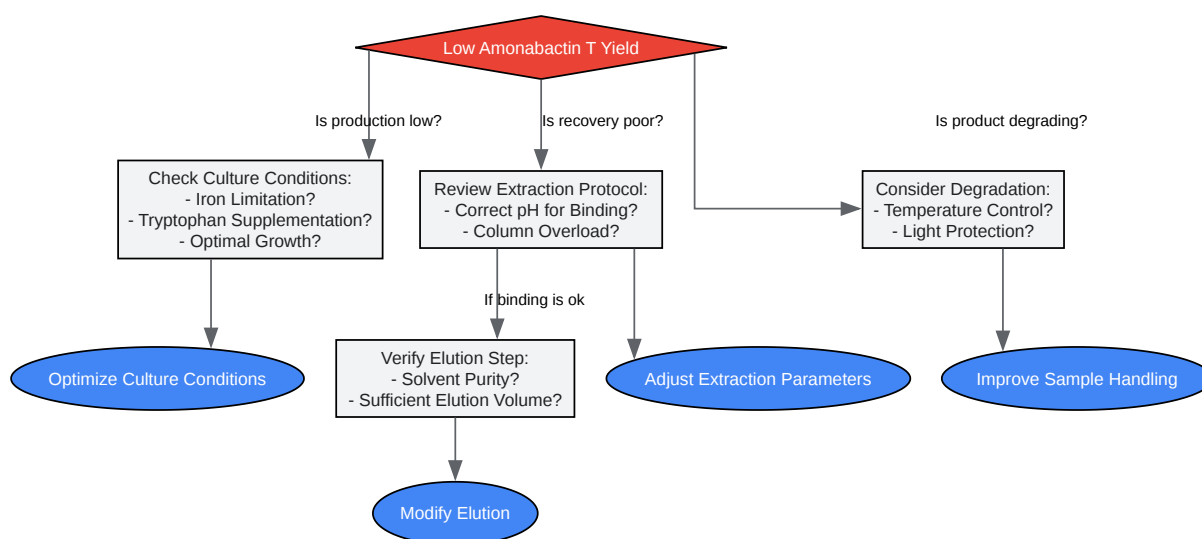 Low Amonabactin T Yield
Is production low?
Is recovery poor?
Is product degrading?
Check Culture Conditions:
- Iron Limitation?
- Tryptophan Supplementation?
- Optimal Growth?
Review Extraction Protocol:
- Correct pH for Binding?
- Column Overload?
Consider Degradation:
- Temperature Control?
- Light Protection?
If binding is ok
Optimize Culture Conditions
Verify Elution Step:
- Solvent Purity?
- Sufficient Elution Volume?
Adjust Extraction Parameters
Improve Sample Handling
Modify Elution